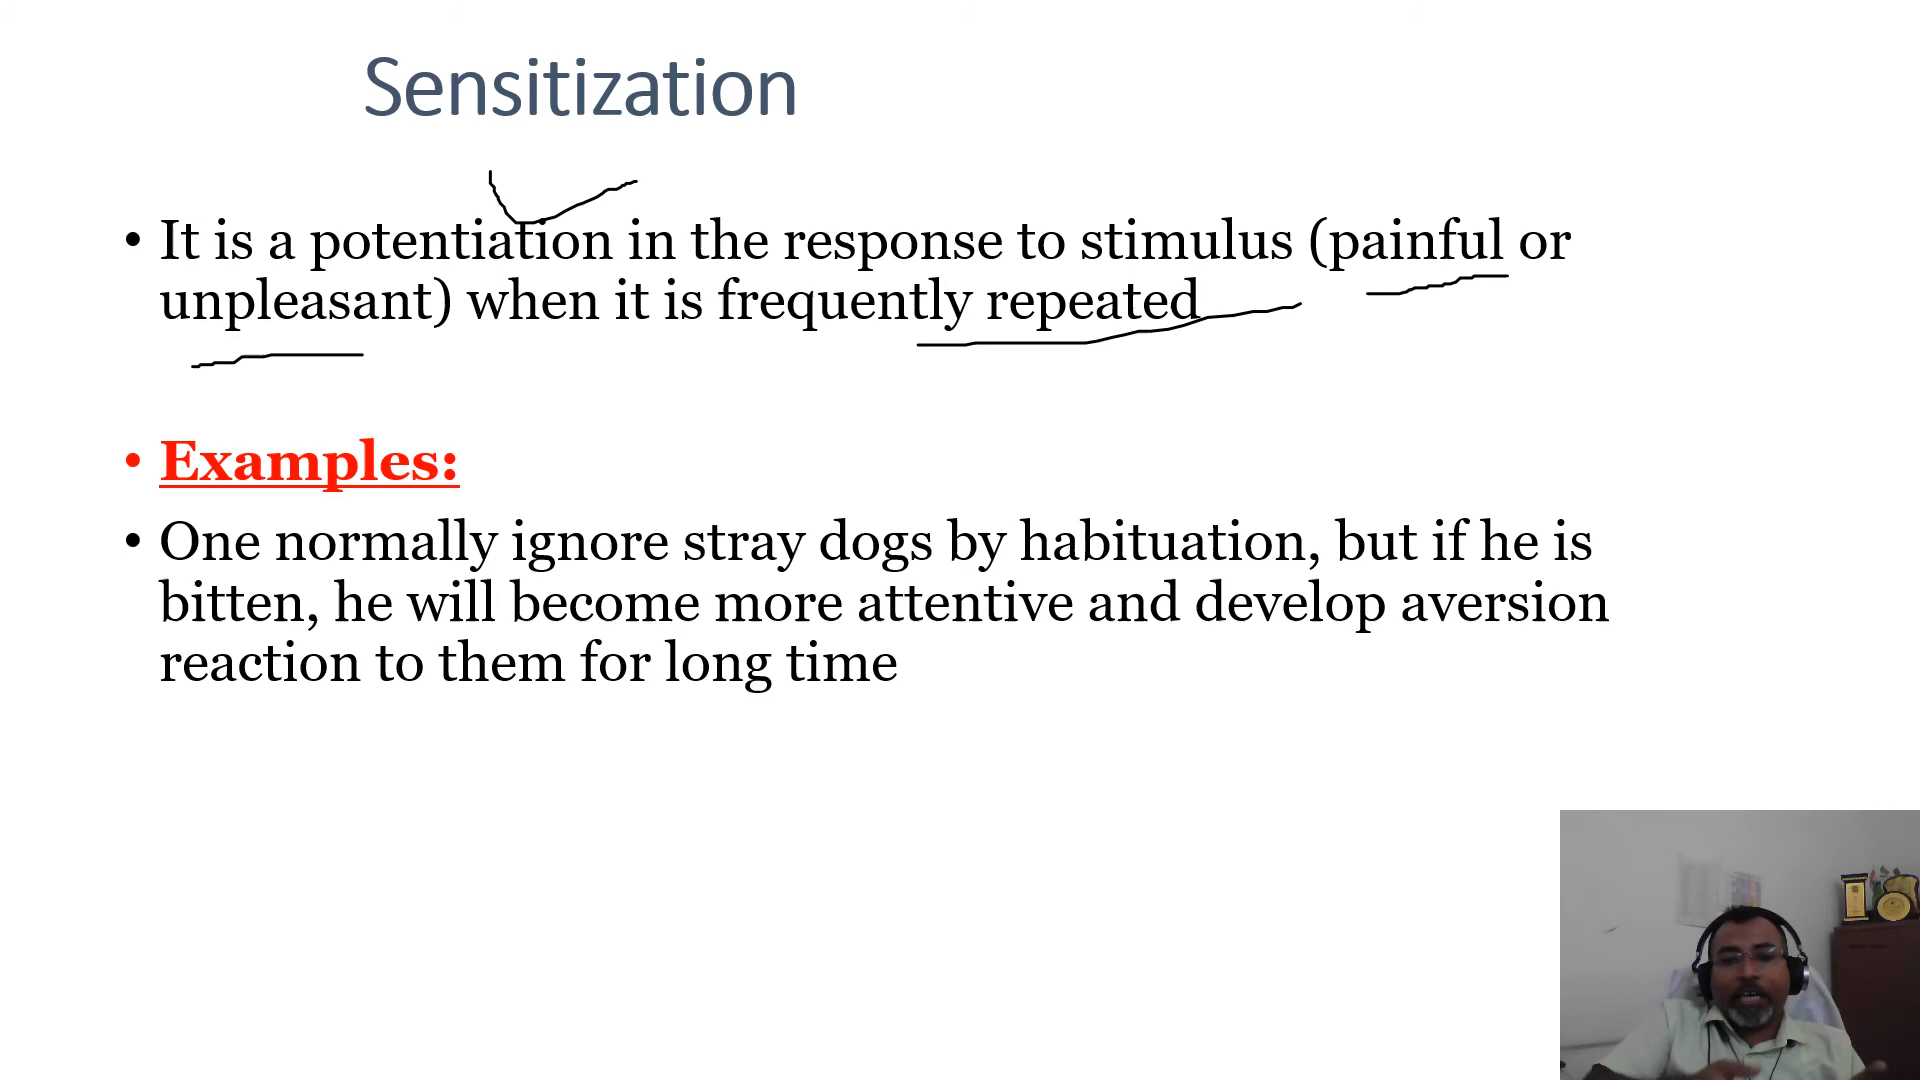 Sensitization
• It is a potentiation in the response to stimulus (painful or
unpleasant) when it is frequently repeated
• Examples:
• One normally ignore stray dogs by habituation, but if he is
bitten, he will become more attentive and develop aversion
reaction to them for long time